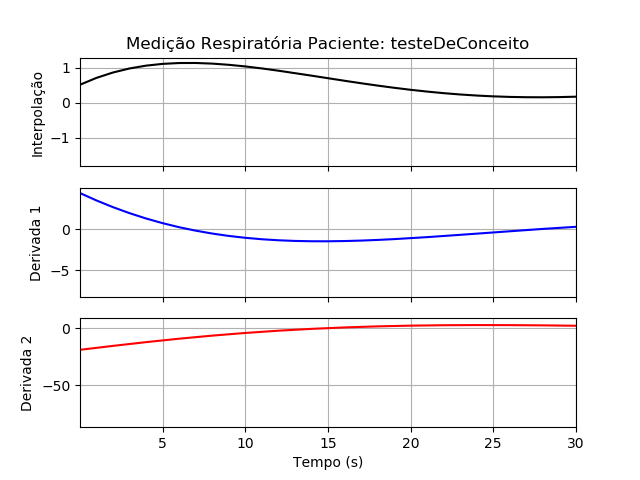 Medição Respiratória Paciente: testeDeConceito
1
0
−1
Interpolação
0
−5
Derivada 1
0
−50
Derivada 2
5 10 15 20 25 30
Tempo (s)